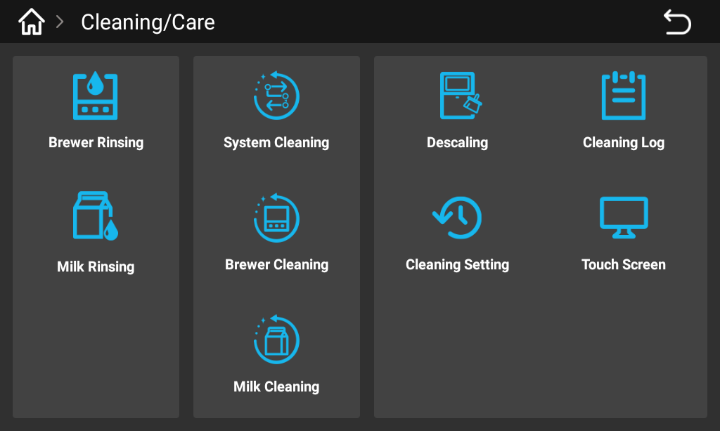 Cleaning/Care
Brewer Rinsing
System Cleaning
Descaling
Cleaning Log
Milk Rinsing
Brewer Cleaning
Cleaning Setting
Touch Screen
Milk Cleaning